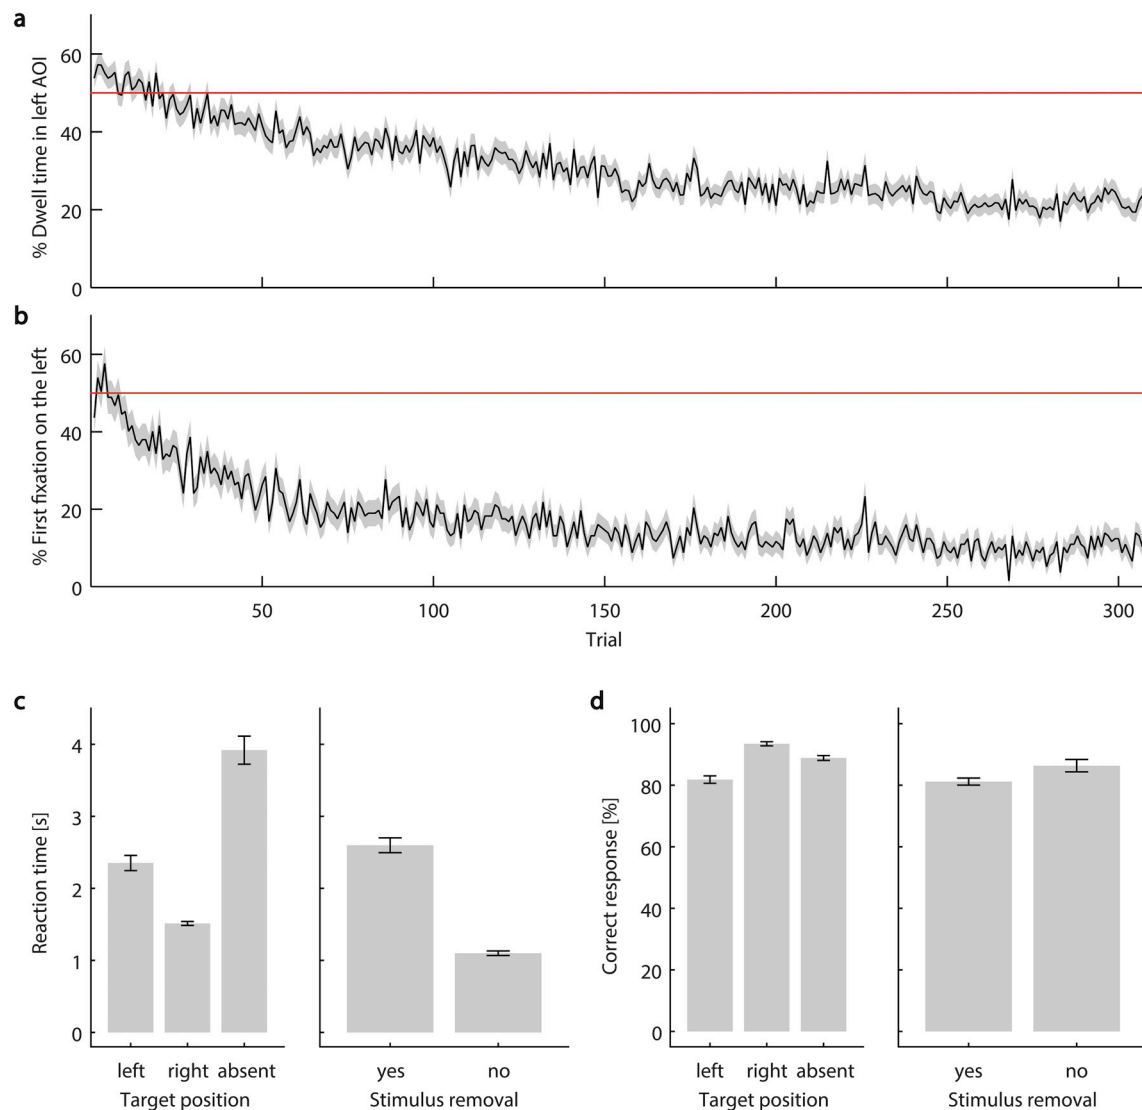 a
% Dwell time in left AOI
60
40
20
0
b
% First fixation on the left
60
40
20
0
50 100 150 200 250 300
Trial
c
Reaction time [s]
4
3
2
1
0
left right absent
Target position
yes no
Stimulus removal
d
Correct response [%]
100
80
60
40
20
0
left right absent
Target position
yes no
Stimulus removal